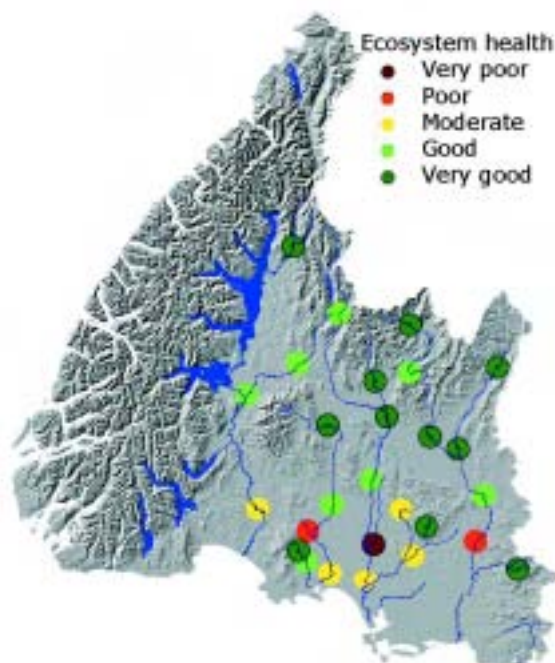 Ecosystem health
Very poor
Poor
Moderate
Good
Very good